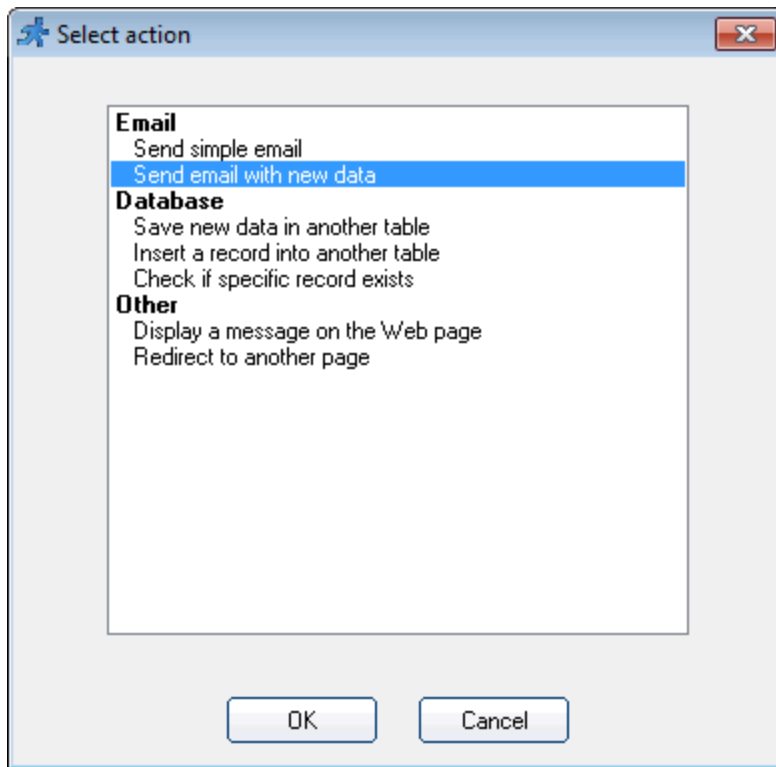 Select action
Email
Send simple email
Send email with new data
Database
Save new data in another table
Insert a record into another table
Check if specific record exists
Other
Display a message on the Web page
Redirect to another page
OK
Cancel